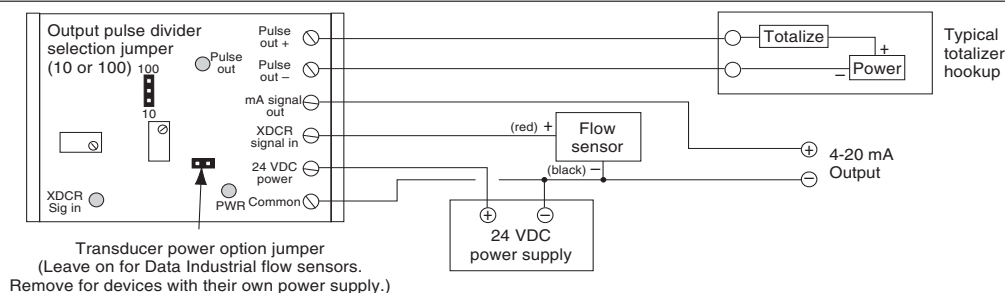 Output pulse divider
selection jumper
(10 or 100)
100
10
Pulse
out
XDCR
Sig in
PWR
Pulse
out +
Pulse
out –
mA signal
out
XDCR
signal in
24 VDC
power
Common
Transducer power option jumper
(Leave on for Data Industrial flow sensors.
Remove for devices with their own power supply.)
(red) +
Flow
sensor
(black) –
+ –
24 VDC
power supply
Totalize
+
– Power
Typical
totalizer
hookup
+
–
4-20 mA
Output